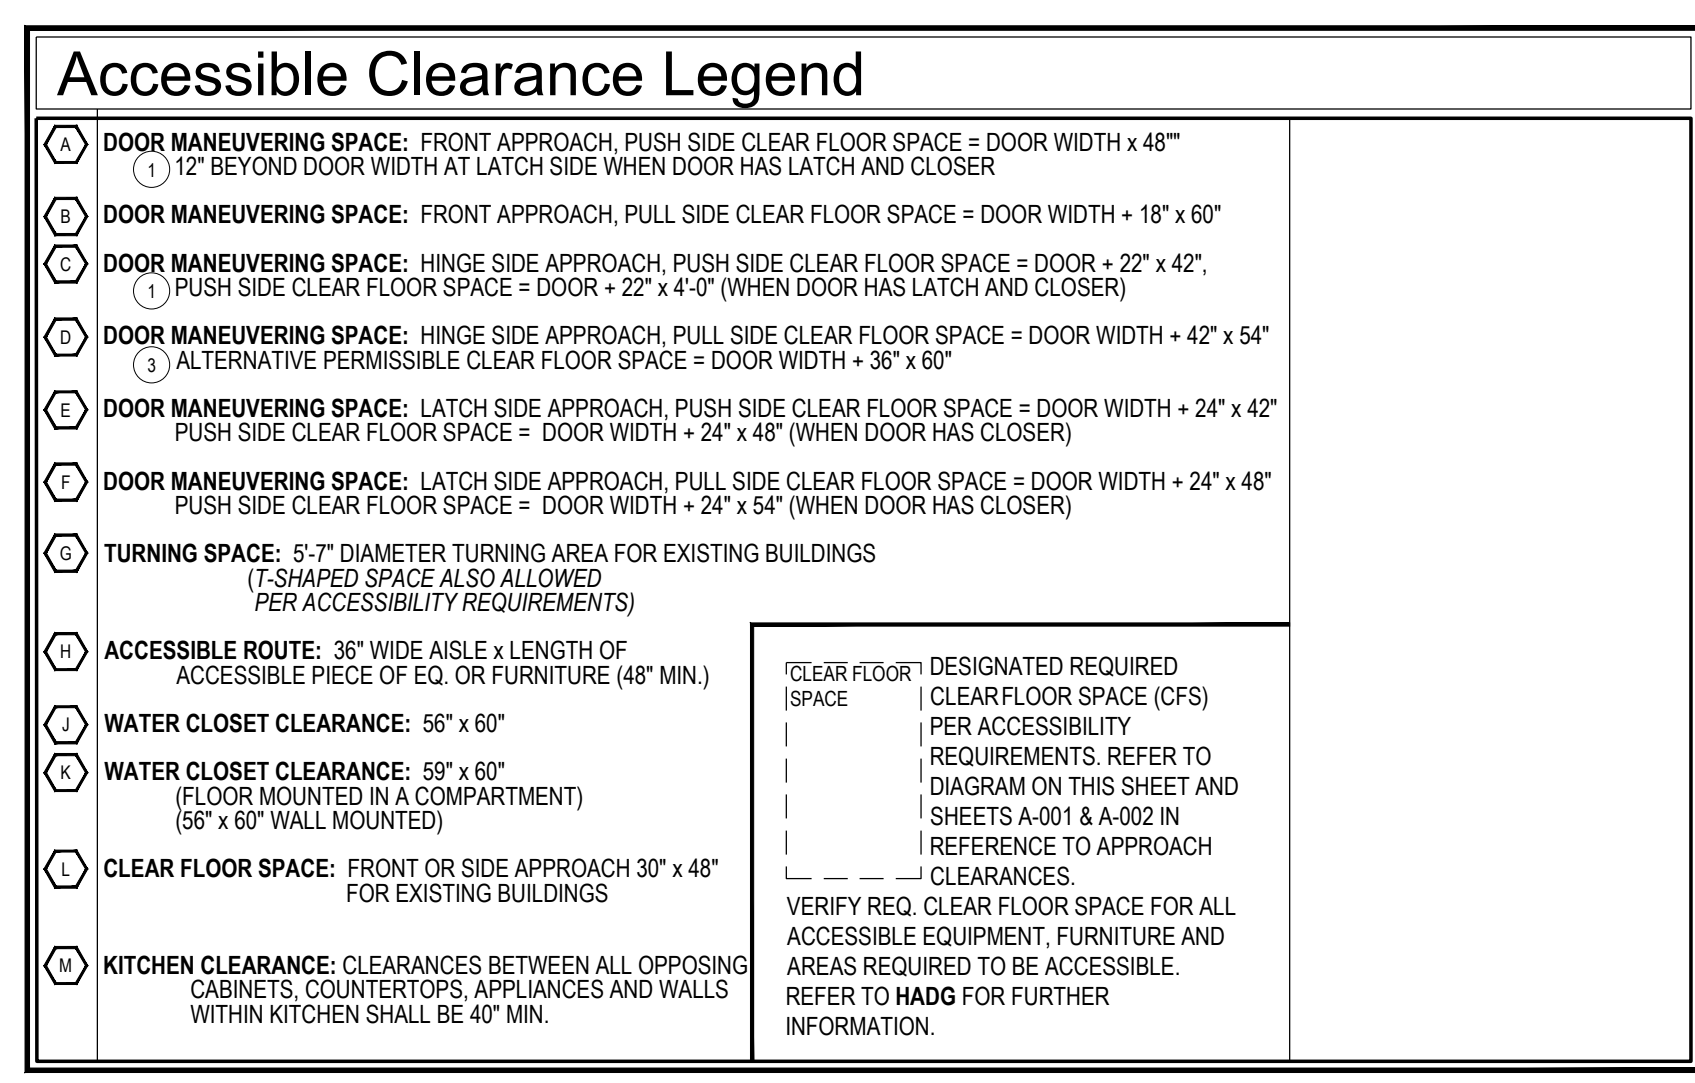 Accessible Clearance Legend
A DOOR MANEUVERING SPACE: FRONT APPROACH, PUSH SIDE CLEAR FLOOR SPACE = DOOR WIDTH x 48""
1 12" BEYOND DOOR WIDTH AT LATCH SIDE WHEN DOOR HAS LATCH AND CLOSER
B DOOR MANEUVERING SPACE: FRONT APPROACH, PULL SIDE CLEAR FLOOR SPACE = DOOR WIDTH + 18" x 60"
C DOOR MANEUVERING SPACE: HINGE SIDE APPROACH, PUSH SIDE CLEAR FLOOR SPACE = DOOR + 22" x 42",
1 PUSH SIDE CLEAR FLOOR SPACE = DOOR + 22" x 4'-0" (WHEN DOOR HAS LATCH AND CLOSER)
D DOOR MANEUVERING SPACE: HINGE SIDE APPROACH, PULL SIDE CLEAR FLOOR SPACE = DOOR WIDTH + 42" x 54"
3 ALTERNATIVE PERMISSIBLE CLEAR FLOOR SPACE = DOOR WIDTH + 36" x 60"
E DOOR MANEUVERING SPACE: LATCH SIDE APPROACH, PUSH SIDE CLEAR FLOOR SPACE = DOOR WIDTH + 24" x 42"
PUSH SIDE CLEAR FLOOR SPACE = DOOR WIDTH + 24" x 48" (WHEN DOOR HAS CLOSER)
F DOOR MANEUVERING SPACE: LATCH SIDE APPROACH, PULL SIDE CLEAR FLOOR SPACE = DOOR WIDTH + 24" x 48"
PUSH SIDE CLEAR FLOOR SPACE = DOOR WIDTH + 24" x 54" (WHEN DOOR HAS CLOSER)
G TURNING SPACE: 5'-7" DIAMETER TURNING AREA FOR EXISTING BUILDINGS
(T-SHAPED SPACE ALSO ALLOWED
PER ACCESSIBILITY REQUIREMENTS)
H ACCESSIBLE ROUTE: 36" WIDE AISLE x LENGTH OF
ACCESSIBLE PIECE OF EQ. OR FURNITURE (48" MIN.)
J WATER CLOSET CLEARANCE: 56" x 60"
K WATER CLOSET CLEARANCE: 59" x 60"
(FLOOR MOUNTED IN A COMPARTMENT)
(56" x 60" WALL MOUNTED)
L CLEAR FLOOR SPACE: FRONT OR SIDE APPROACH 30" x 48"
FOR EXISTING BUILDINGS
M KITCHEN CLEARANCE: CLEARANCES BETWEEN ALL OPPOSING
CABINETS, COUNTERTOPS, APPLIANCES AND WALLS
WITHIN KITCHEN SHALL BE 40" MIN.
CLEAR FLOOR
SPACE
DESIGNATED REQUIRED
CLEAR FLOOR SPACE (CFS)
PER ACCESSIBILITY
REQUIREMENTS. REFER TO
DIAGRAM ON THIS SHEET AND
SHEETS A-001 & A-002 IN
REFERENCE TO APPROACH
CLEARANCES.
VERIFY REQ. CLEAR FLOOR SPACE FOR ALL
ACCESSIBLE EQUIPMENT, FURNITURE AND
AREAS REQUIRED TO BE ACCESSIBLE.
REFER TO HADG FOR FURTHER
INFORMATION.